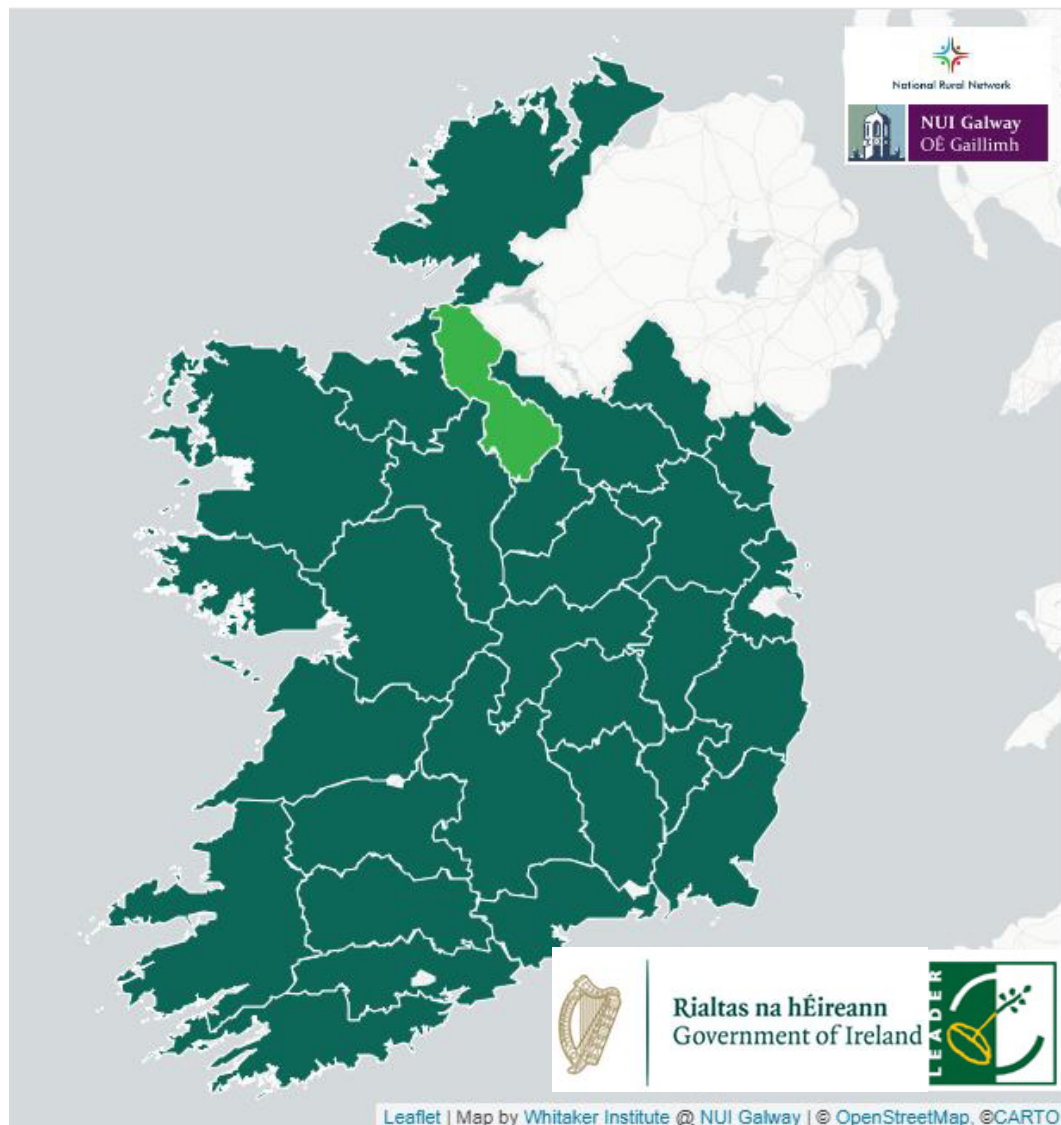 National Rural Network
NUI Galway
OÉ Gaillimh
Rialtas na hÉireann
Government of Ireland
LEADER
Leaflet | Map by Whitaker Institute @ NUI Galway | © OpenStreetMap, ©CARTO